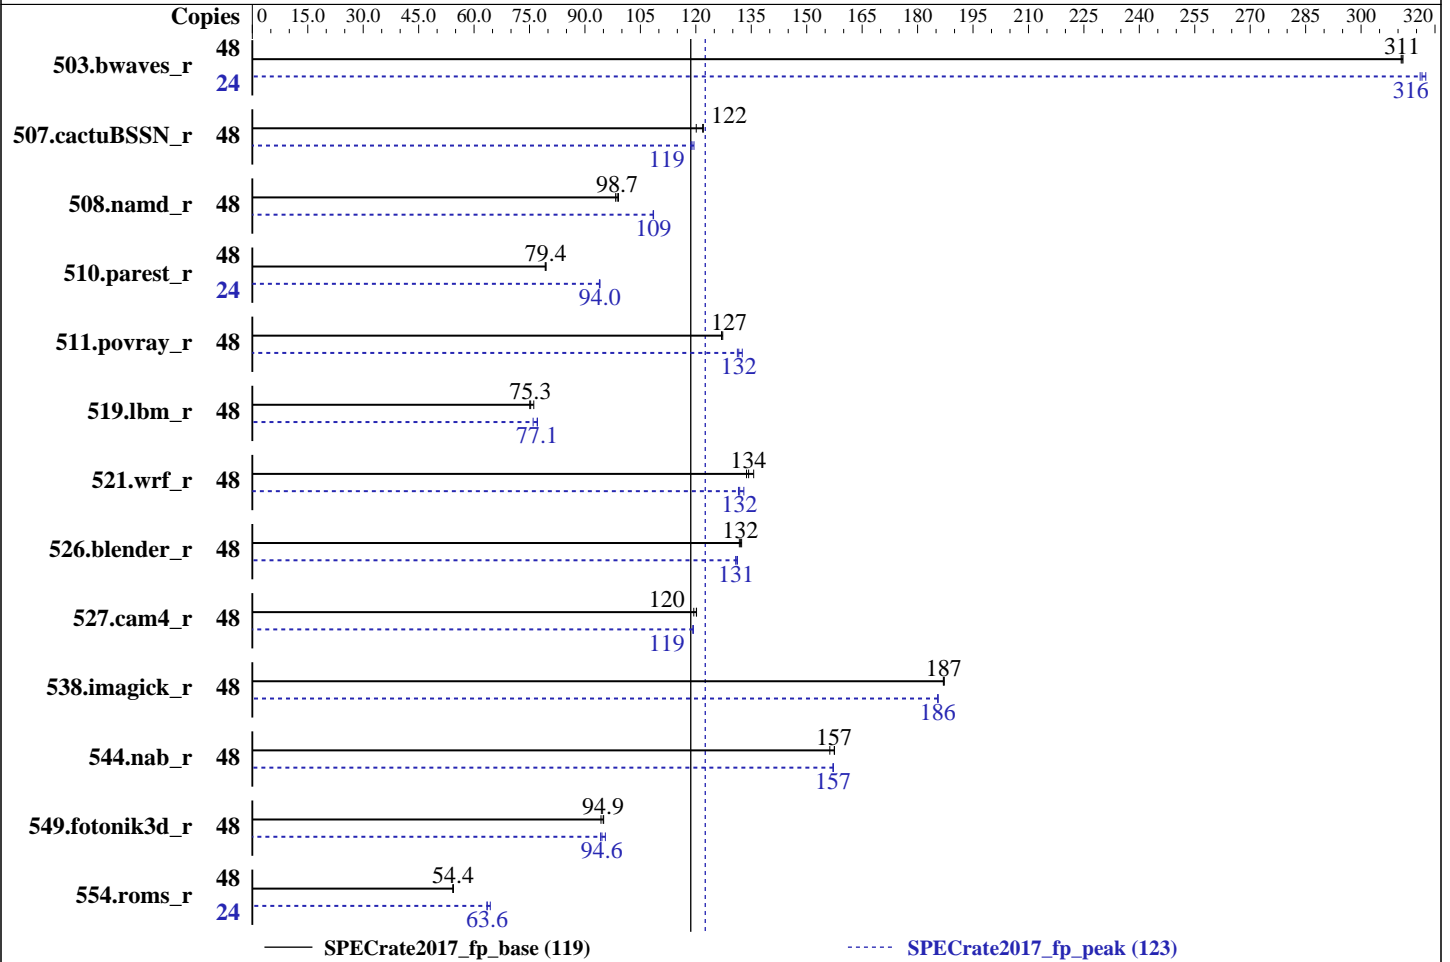 Copies 0 15.0 30.0 45.0 60.0 75.0 90.0 105 120 135 150 165 180 195 210 225 240 255 270 285 300 320
503.bwaves_r 48 311
24 316
507.cactuBSSN_r 48 122
119
508.namd_r 48 98.7
109
510.parest_r 48 79.4
24 94.0
511.povray_r 48 127
132
519.lbm_r 48 75.3
77.1
521.wrf_r 48 134
132
526.blender_r 48 132
131
527.cam4_r 48 120
119
538.imagick_r 48 187
186
544.nab_r 48 157
157
549.fotonik3d_r 48 94.9
94.6
554.roms_r 48 54.4
24 63.6
SPECrate2017_fp_base (119) SPECrate2017_fp_peak (123)